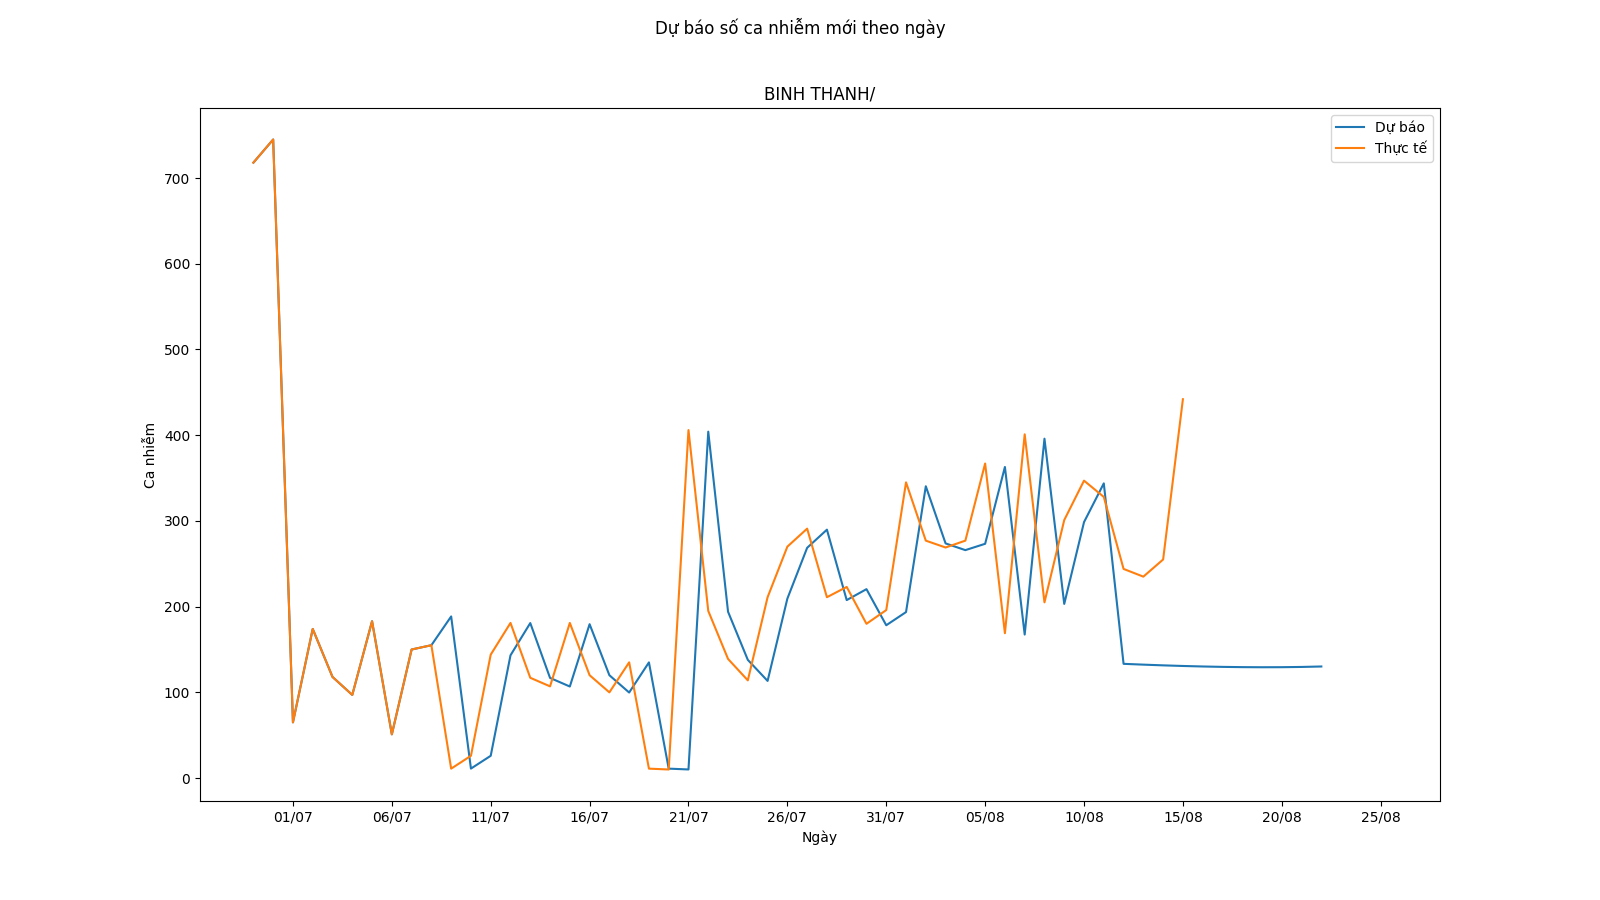 Dự báo số ca nhiễm mới theo ngày
BINH THANH/
Dự báo
Thực tế
700
600
500
400
300
200
100
0
Ca nhiễm
01/07 06/07 11/07 16/07 21/07 26/07 31/07 05/08 10/08 15/08 20/08 25/08
Ngày